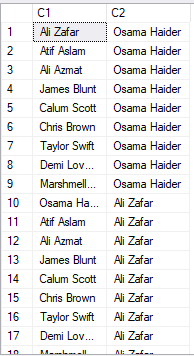 C1 C2
1 Ali Zafar Osama Haider
2 Atif Aslam Osama Haider
3 Ali Azmat Osama Haider
4 James Blunt Osama Haider
5 Calum Scott Osama Haider
6 Chris Brown Osama Haider
7 Taylor Swift Osama Haider
8 Demi Lov... Osama Haider
9 Marshmell... Osama Haider
10 Osama Ha... Ali Zafar
11 Atif Aslam Ali Zafar
12 Ali Azmat Ali Zafar
13 James Blunt Ali Zafar
14 Calum Scott Ali Zafar
15 Chris Brown Ali Zafar
16 Taylor Swift Ali Zafar
17 Demi Lov... Ali Zafar
18 Marshmell... Ali Zafar